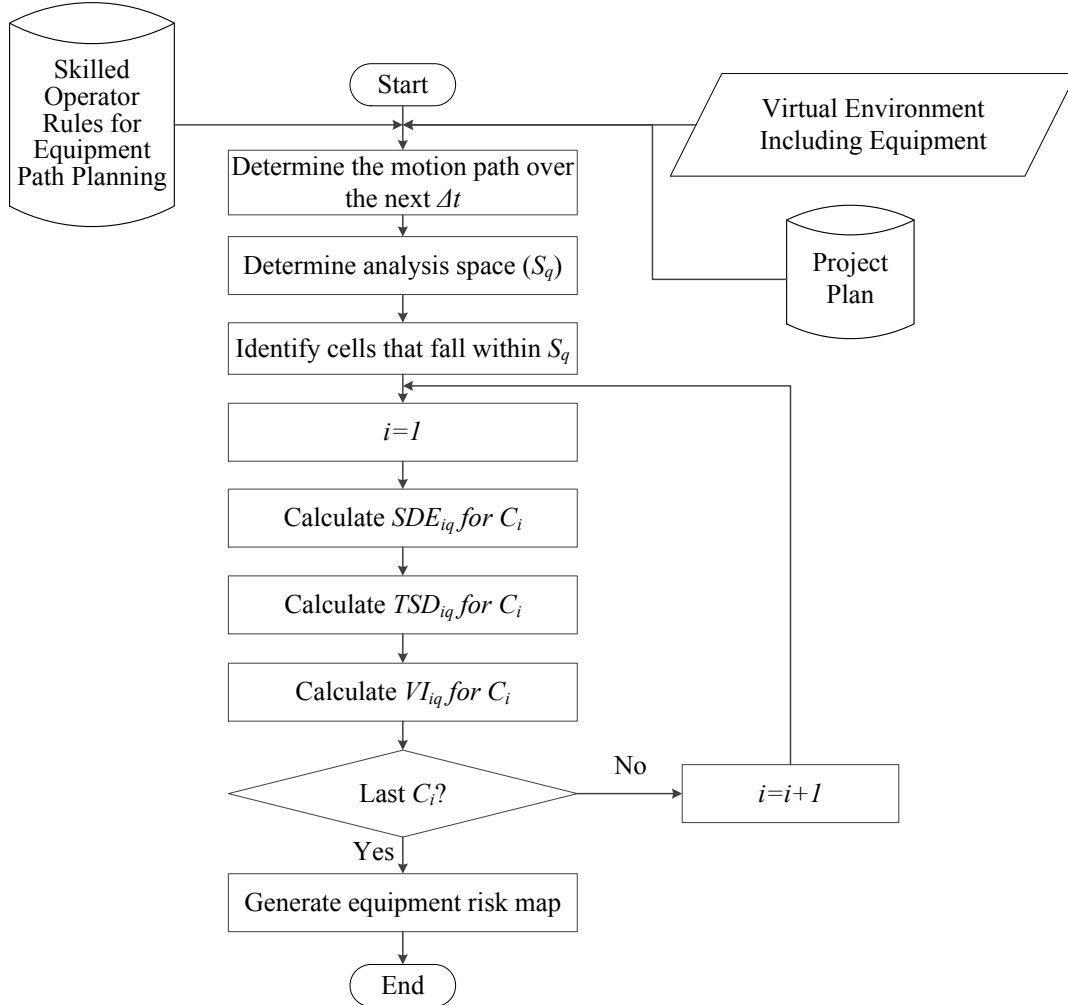 Skilled
Operator
Rules for
Equipment
Path Planning
Start
Virtual Environment
Including Equipment
Determine the motion path over
the next Δt
Project
Plan
Determine analysis space (Sq)
Identify cells that fall within Sq
i=1
Calculate SDEiq for Ci
Calculate TSDiq for Ci
Calculate VIiq for Ci
Last Ci?
No
i=i+1
Yes
Generate equipment risk map
End